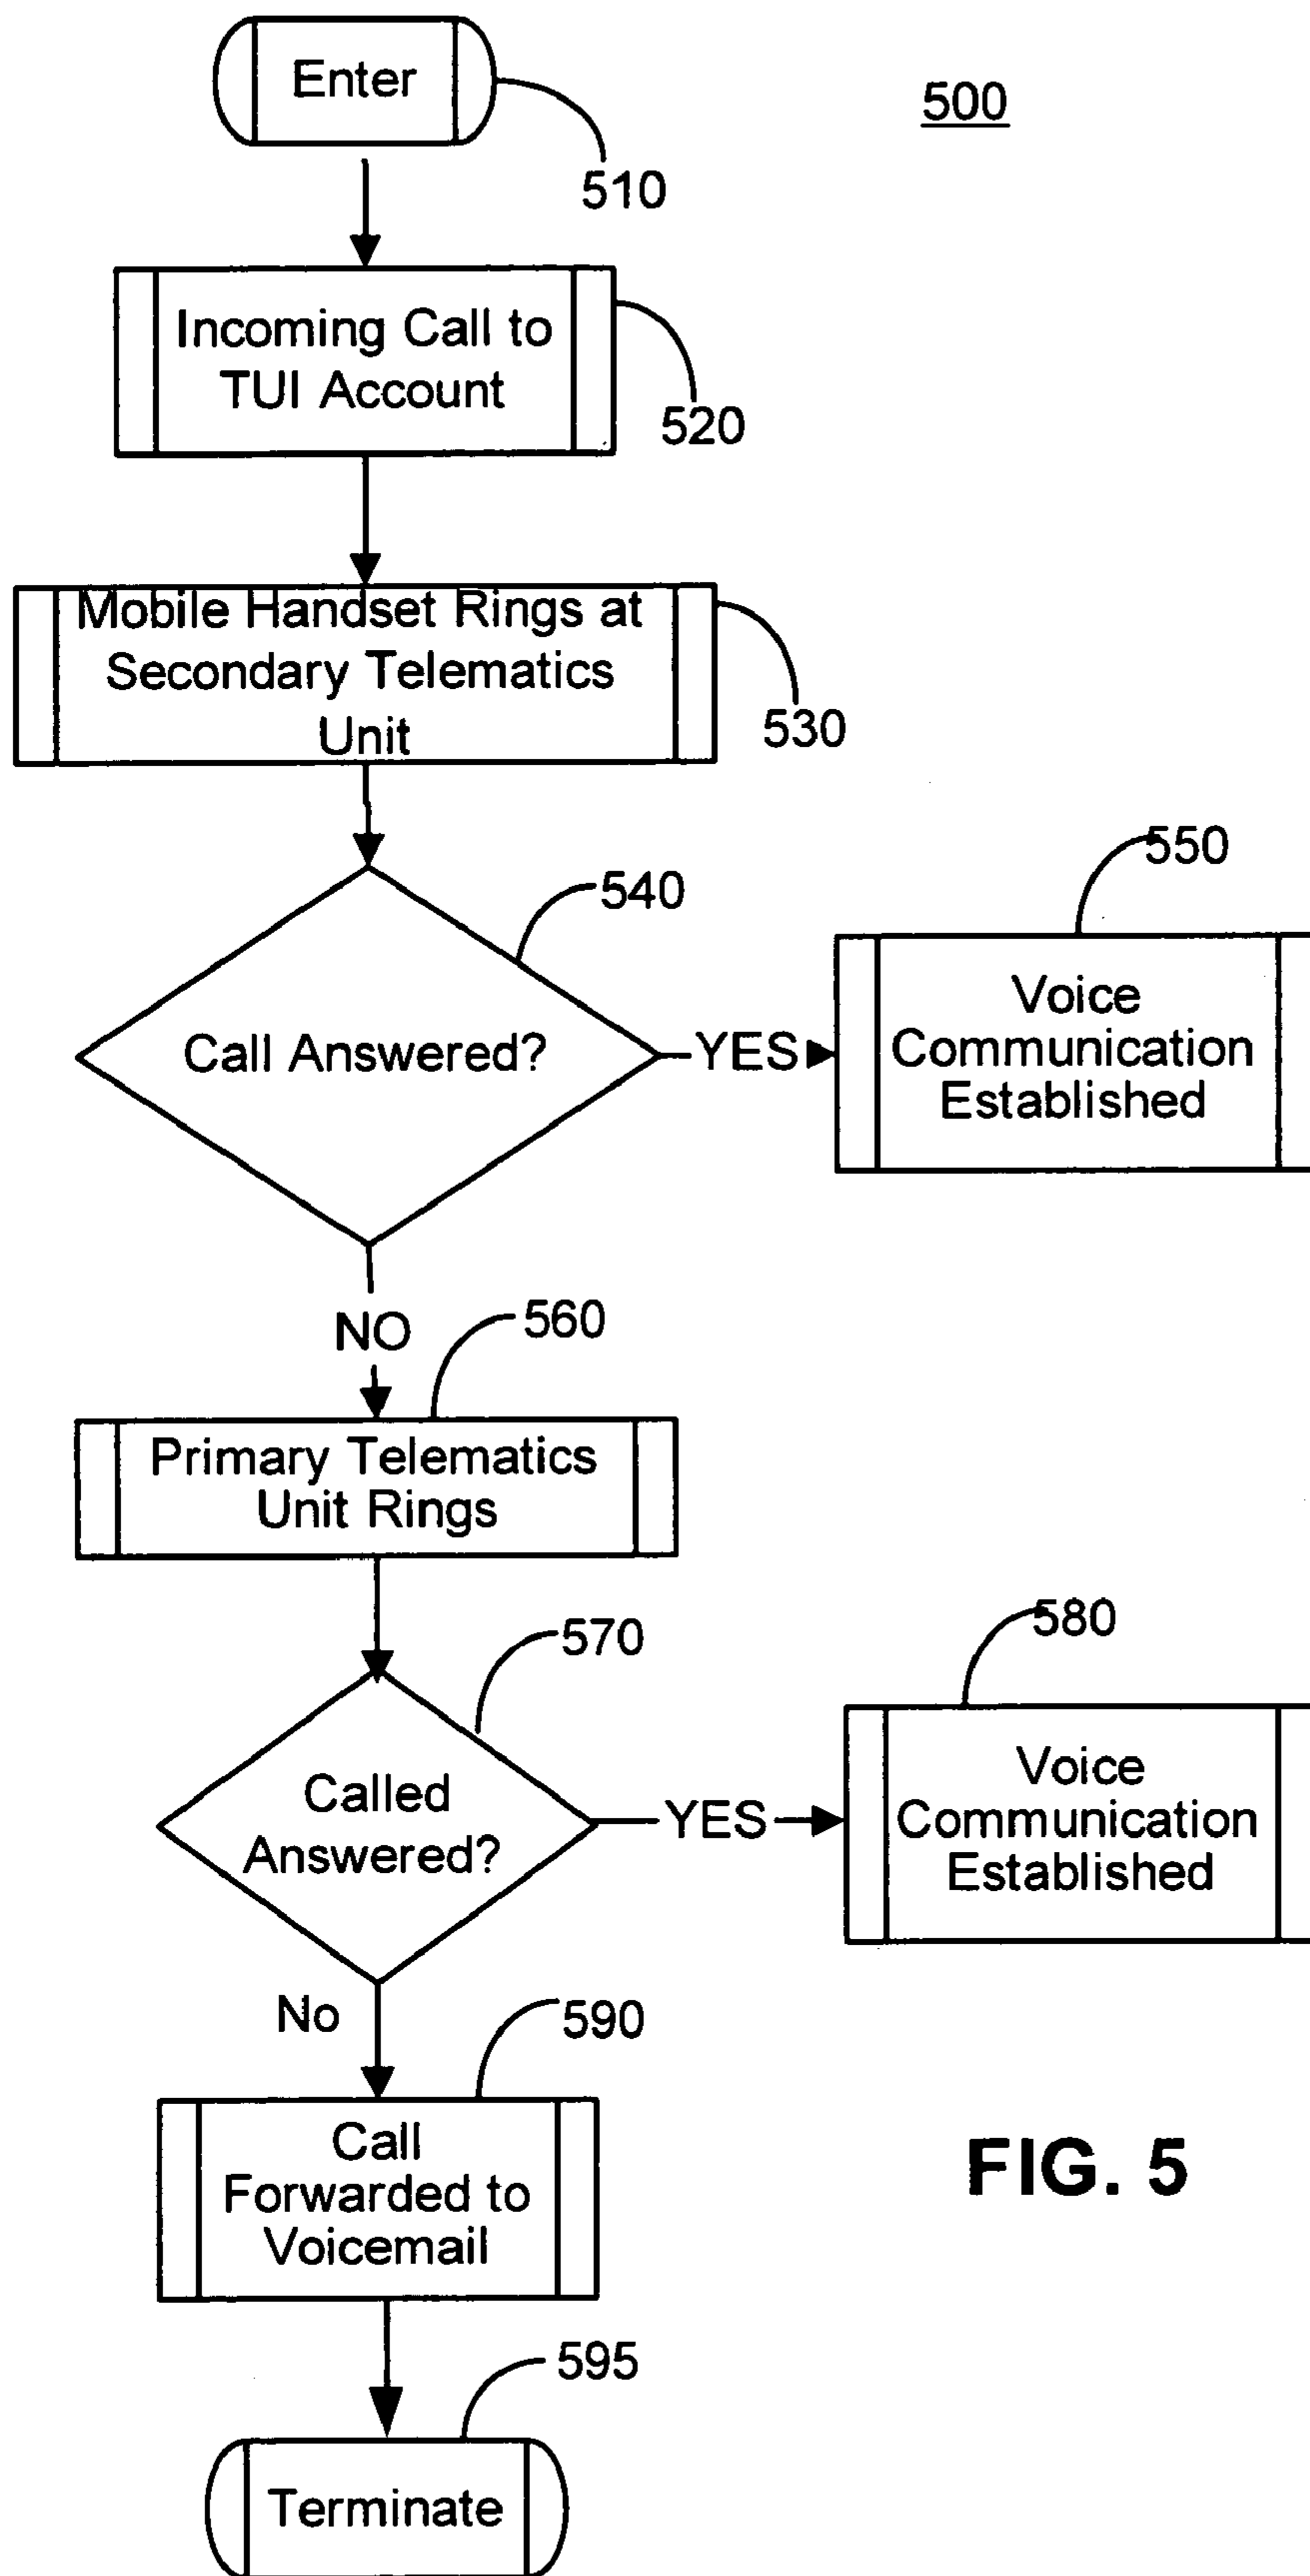 Enter
500
510
Incoming Call to
TUI Account
520
Mobile Handset Rings at
Secondary Telematics
Unit
530
540
550
Call Answered?
YES
Voice
Communication
Established
NO
560
Primary Telematics
Unit Rings
570
580
Called
Answered?
YES
Voice
Communication
Established
No
590
Call
Forwarded to
Voicemail
FIG. 5
595
Terminate